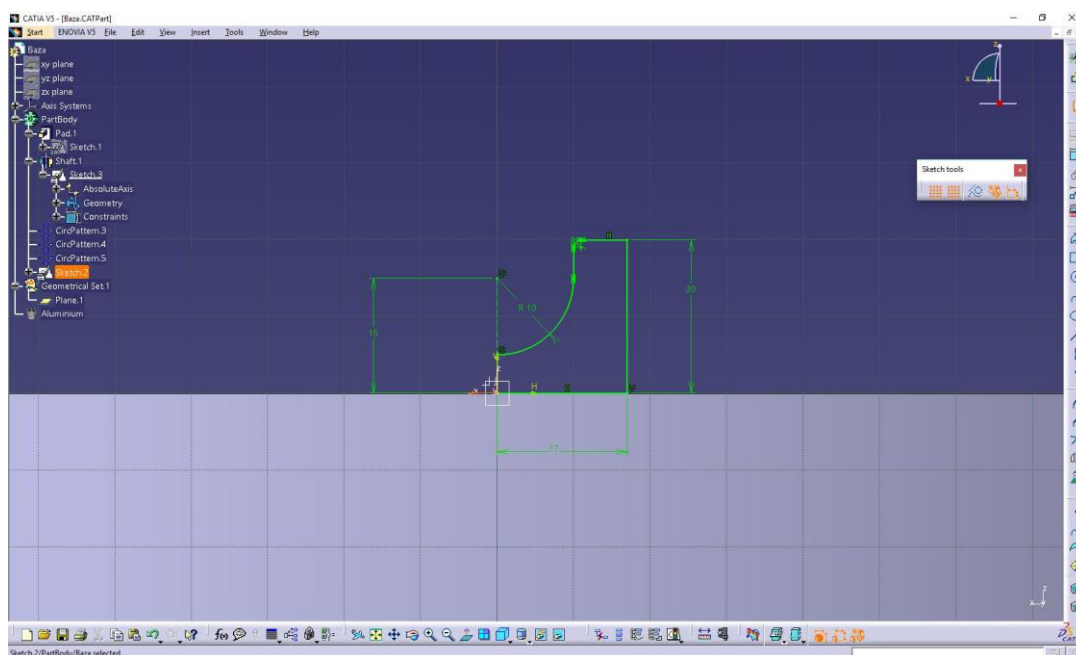 CATIA V5 - [Baza.CATPart]
Start ENOVIA V5 File Edit View Insert Tools Window Help
Baza
xy plane
yz plane
zx plane
Axis Systems
PartBody
Pad.1
Sketch.1
Shaft.1
Sketch.3
AbsoluteAxis
Geometry
Constraints
CircPattern.3
CircPattern.4
CircPattern.5
Sketch.2
Geometrical Set.1
Plane.1
Aluminium
z
x y
Sketch tools
x
15
R 10
20
H
V
17
Sketch.2/PartBody/Baza selected